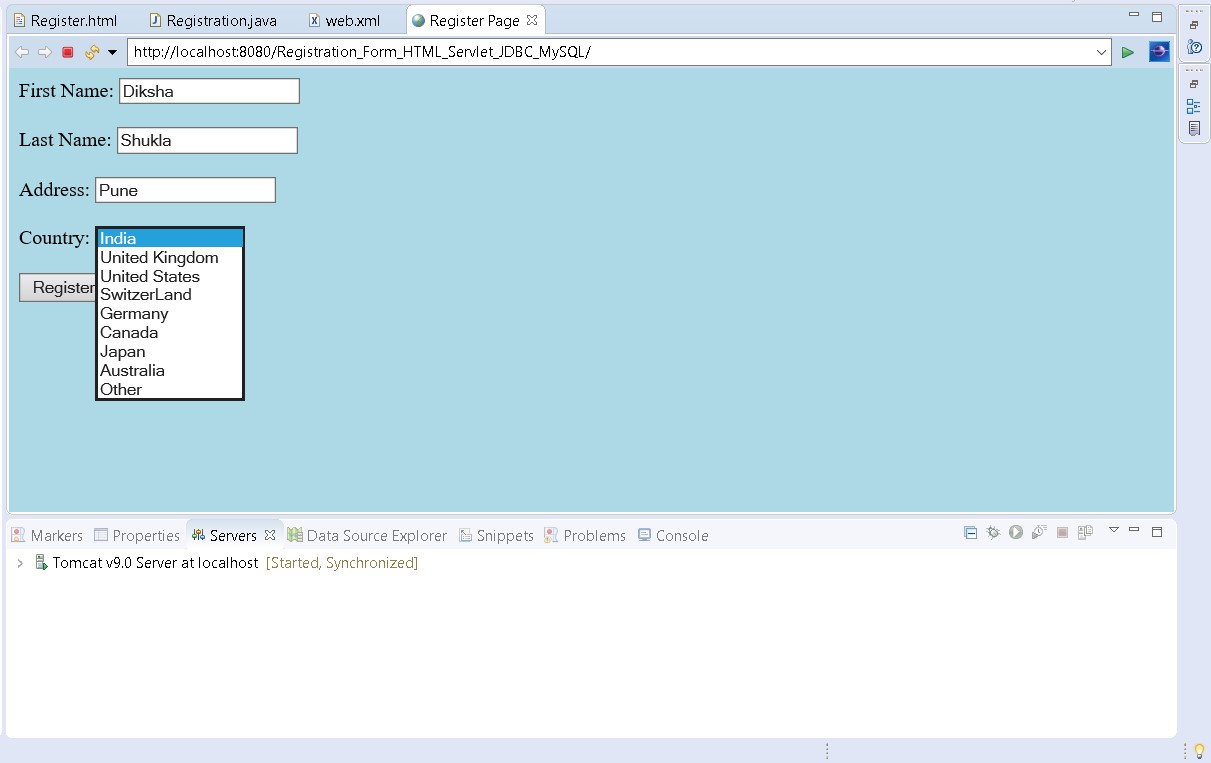 Register.html Registration.java web.xml Register Page
http://localhost:8080/Registration_Form_HTML_Servlet_JDBC_MySQL/
First Name: Diksha
Last Name: Shukla
Address: Pune
Country: India
United Kingdom
United States
SwitzerLand
Germany
Canada
Japan
Australia
Other
Register
Markers Properties Servers Data Source Explorer Snippets Problems Console
Tomcat v9.0 Server at localhost [Started, Synchronized]